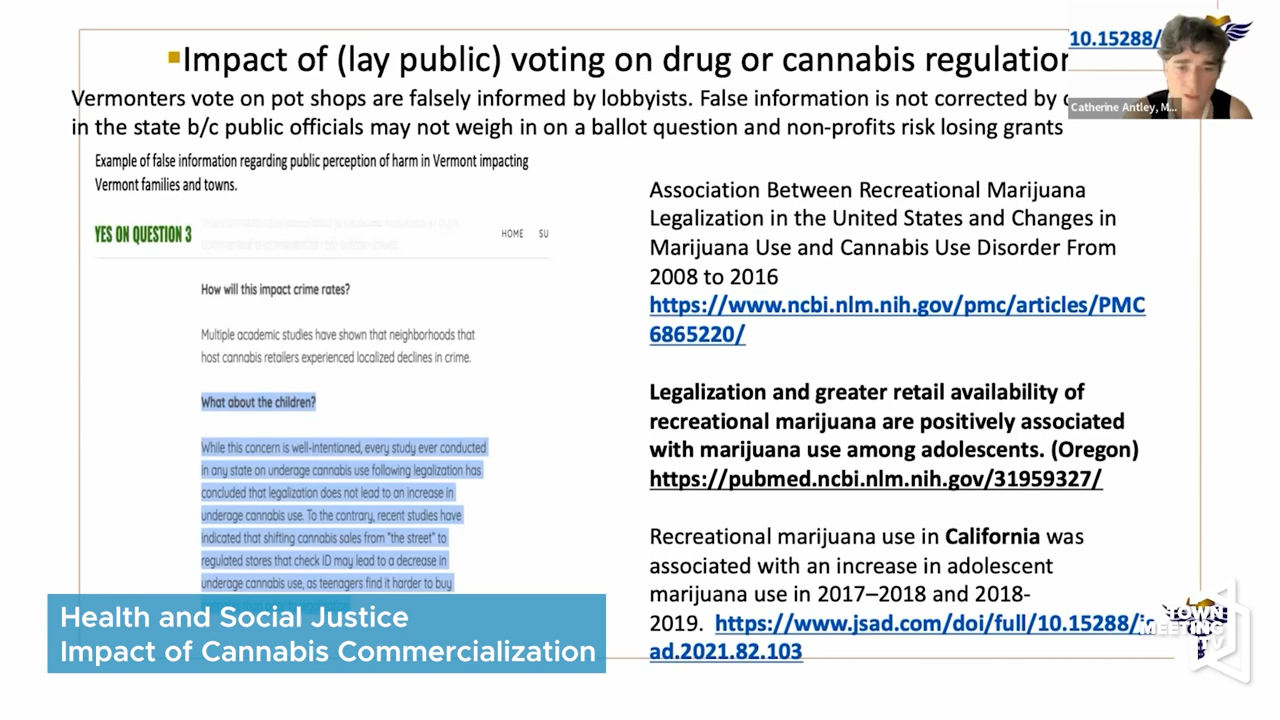 Impact of (lay public) voting on drug or cannabis regulation
10.15288/
Catherine Antley, M...
Vermonters vote on pot shops are falsely informed by lobbyists. False information is not corrected by
in the state b/c public officials may not weigh in on a ballot question and non-profits risk losing grants
Example of false information regarding public perception of harm in Vermont impacting
Vermont families and towns.
YES ON QUESTION 3
HOME SU
How will this impact crime rates?
Multiple academic studies have shown that neighborhoods that
host cannabis retailers experienced localized declines in crime.
What about the children?
While this concern is well-intentioned, every study ever conducted
in any state on underage cannabis use following legalization has
concluded that legalization does not lead to an increase in
underage cannabis use. To the contrary, recent studies have
indicated that shifting cannabis sales from "the street" to
regulated stores that check ID may lead to a decrease in
underage cannabis use, as teenagers find it harder to buy
Association Between Recreational Marijuana
Legalization in the United States and Changes in
Marijuana Use and Cannabis Use Disorder From
2008 to 2016
https://www.ncbi.nlm.nih.gov/pmc/articles/PMC
6865220/
Legalization and greater retail availability of
recreational marijuana are positively associated
with marijuana use among adolescents. (Oregon)
https://pubmed.ncbi.nlm.nih.gov/31959327/
Recreational marijuana use in California was
associated with an increase in adolescent
marijuana use in 2017–2018 and 2018-
2019. https://www.jsad.com/doi/full/10.15288/j
ad.2021.82.103
Health and Social Justice
Impact of Cannabis Commercialization
TOWN
MEETING
TV